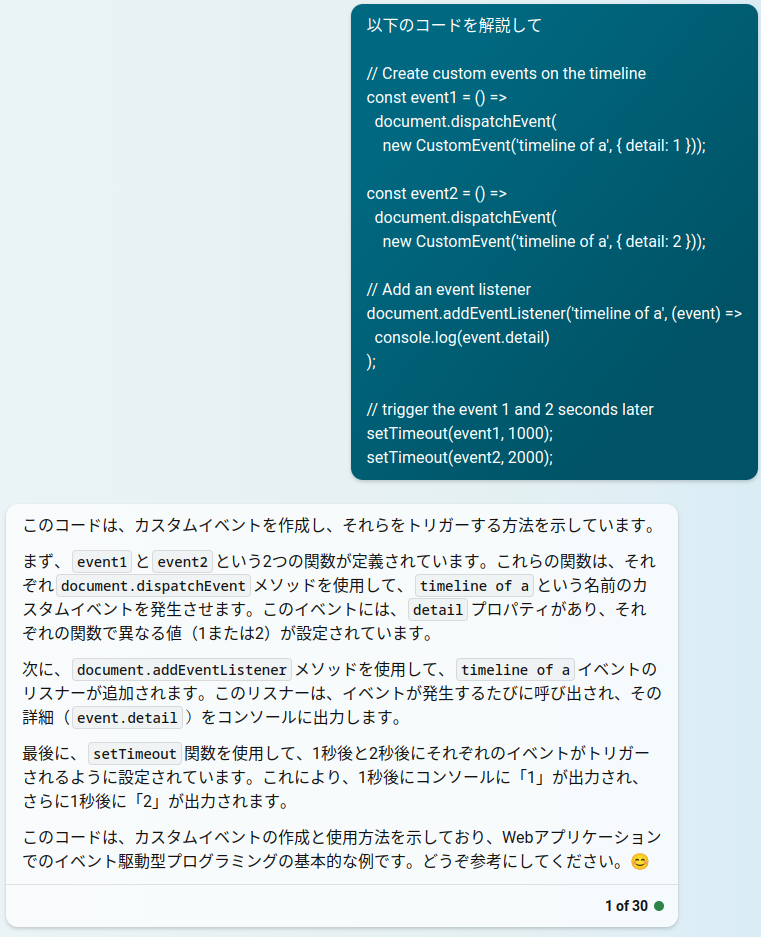 以下のコードを解説して
// Create custom events on the timeline
const event1 = () =>
  document.dispatchEvent(
    new CustomEvent('timeline of a', { detail: 1 }));
const event2 = () =>
  document.dispatchEvent(
    new CustomEvent('timeline of a', { detail: 2 }));
// Add an event listener
document.addEventListener('timeline of a', (event) =>
  console.log(event.detail)
);
// trigger the event 1 and 2 seconds later
setTimeout(event1, 1000);
setTimeout(event2, 2000);
このコードは、カスタムイベントを作成し、それらをトリガーする方法を示しています。
まず、 event1 と event2 という2つの関数が定義されています。これらの関数は、それ
ぞれ document.dispatchEvent メソッドを使用して、 timeline of a という名前のカ
スタムイベントを発生させます。このイベントには、 detail プロパティがあり、それ
ぞれの関数で異なる値（1または2）が設定されています。
次に、 document.addEventListener メソッドを使用して、 timeline of a イベントの
リスナーが追加されます。このリスナーは、イベントが発生するたびに呼び出され、その
詳細（ event.detail ）をコンソールに出力します。
最後に、 setTimeout 関数を使用して、1秒後と2秒後にそれぞれのイベントがトリガー
されるように設定されています。これにより、1秒後にコンソールに「1」が出力され、
さらに1秒後に「2」が出力されます。
このコードは、カスタムイベントの作成と使用方法を示しており、Webアプリケーション
でのイベント駆動型プログラミングの基本的な例です。どうぞ参考にしてください。😊
1 of 30